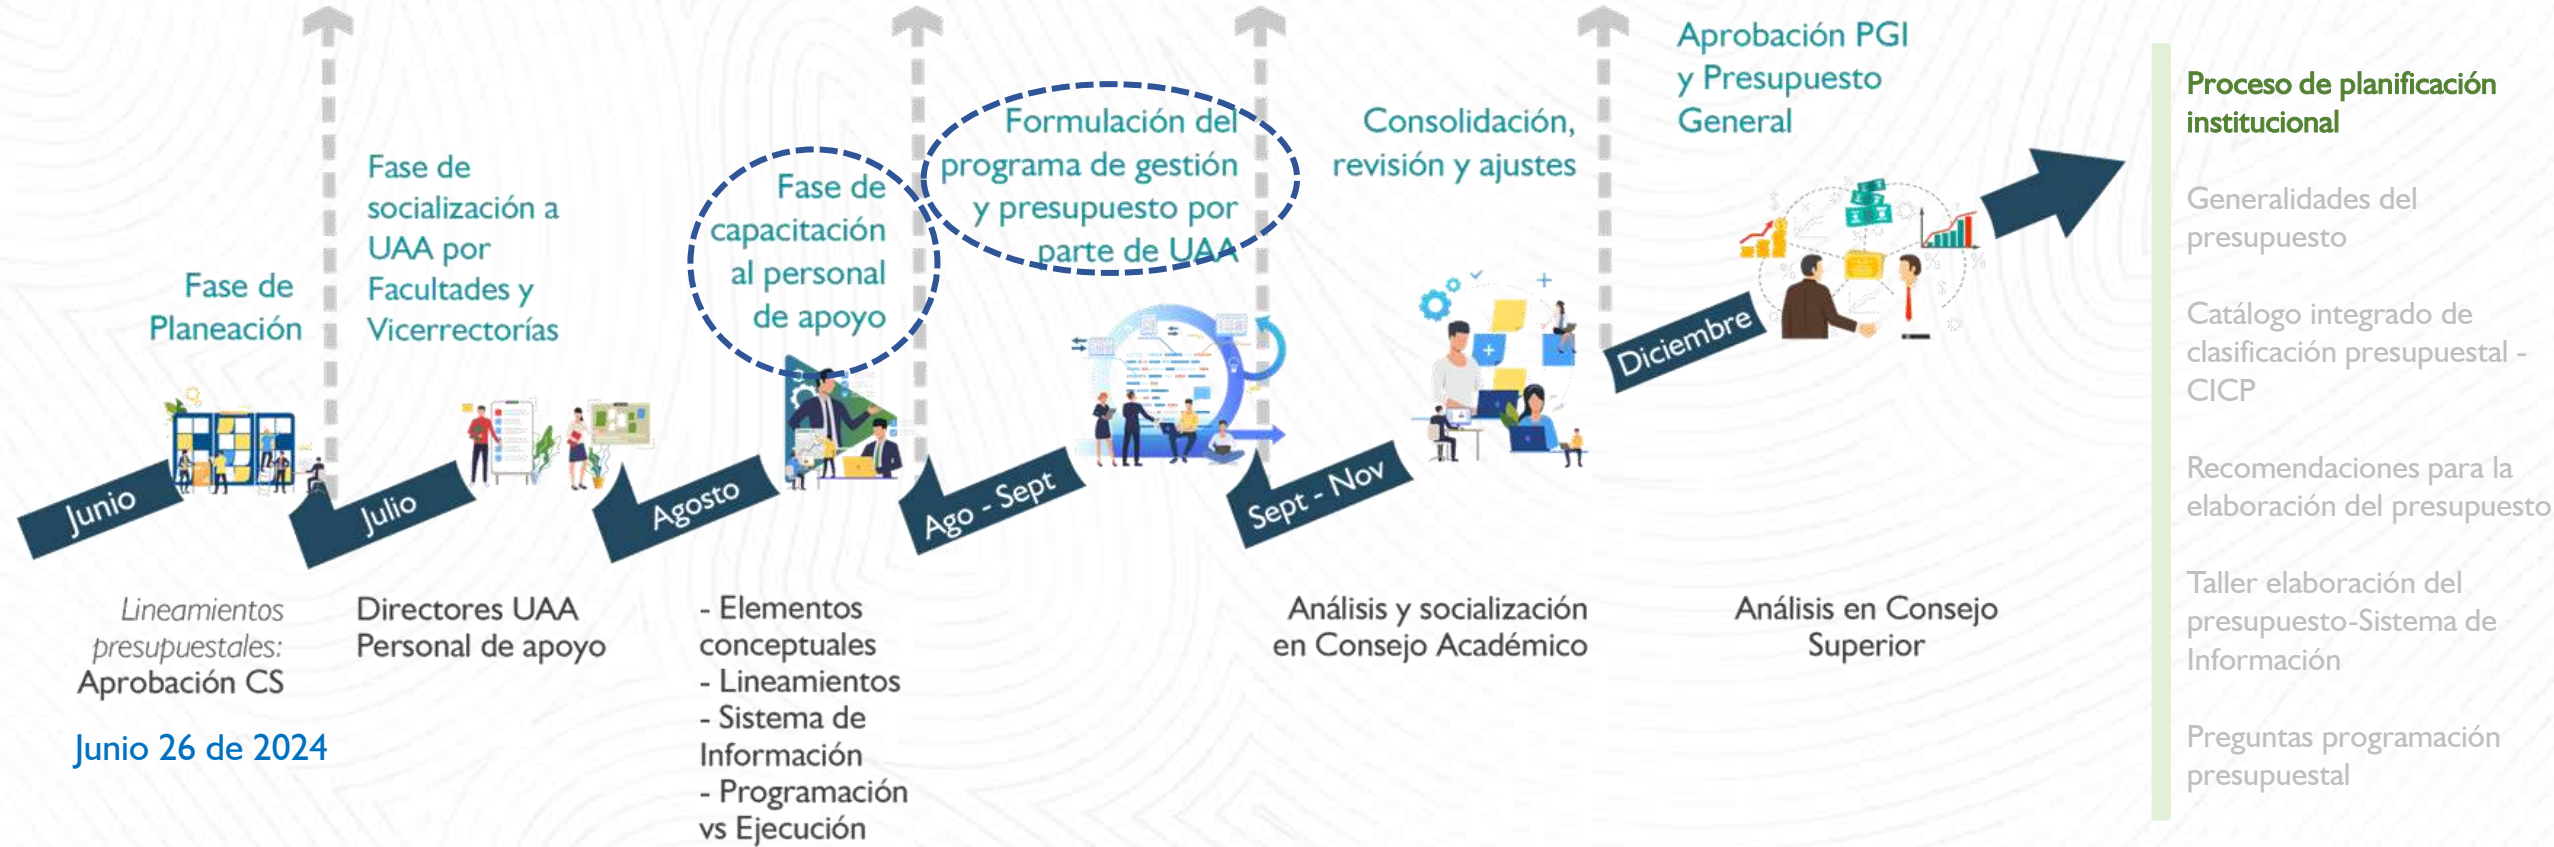 Fase de
Planeación
Junio
Lineamientos
presupuestales:
Aprobación CS
Junio 26 de 2024
Fase de
socialización a
UAA por
Facultades y
Vicerrectorías
Julio
Directores UAA
Personal de apoyo
Fase de
capacitación
al personal
de apoyo
Agosto
- Elementos
conceptuales
- Lineamientos
- Sistema de
Información
- Programación
vs Ejecución
Formulación del
programa de gestión
y presupuesto por
parte de UAA
Ago - Sept
Consolidación,
revisión y ajustes
Sept - Nov
Análisis y socialización
en Consejo Académico
Aprobación PGI
y Presupuesto
General
Diciembre
Análisis en Consejo
Superior
Proceso de planificación
institucional
Generalidades del
presupuesto
Catálogo integrado de
clasificación presupuestal -
CICP
Recomendaciones para la
elaboración del presupuesto
Taller elaboración del
presupuesto-Sistema de
Información
Preguntas programación
presupuestal